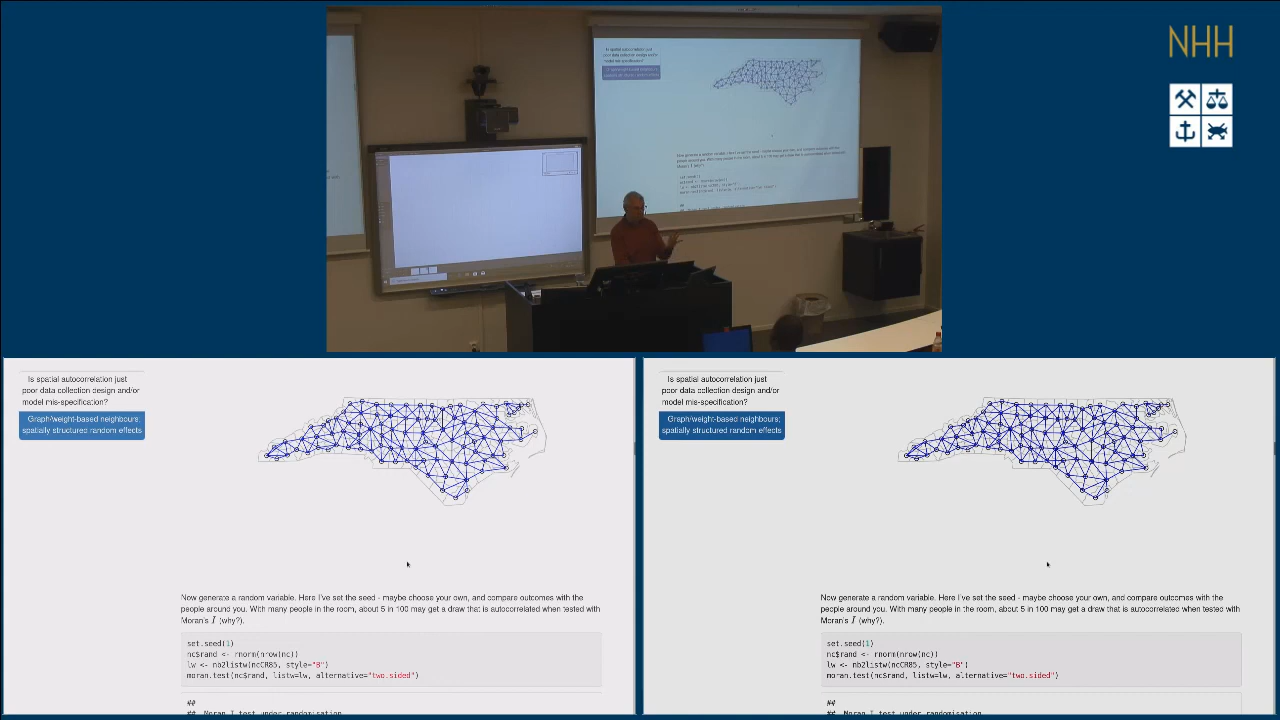 NHH
Is spatial autocorrelation just
poor data collection design and/or
model mis-specification?
Graph/weight-based neighbours;
spatially structured random effects
Now generate a random variable. Here I've set the seed - maybe choose your own, and compare outcomes with the
people around you. With many people in the room, about 5 in 100 may get a draw that is autocorrelated when tested with
Moran's I (why?).
set.seed(1)
nc$rand <- rnorm(nrow(nc))
lw <- nb2listw(ncCR85, style="B")
moran.test(nc$rand, listw=lw, alternative="two.sided")
##
## Moran I test under randomisation
Is spatial autocorrelation just
poor data collection design and/or
model mis-specification?
Graph/weight-based neighbours;
spatially structured random effects
Now generate a random variable. Here I've set the seed - maybe choose your own, and compare outcomes with the
people around you. With many people in the room, about 5 in 100 may get a draw that is autocorrelated when tested with
Moran's I (why?).
set.seed(1)
nc$rand <- rnorm(nrow(nc))
lw <- nb2listw(ncCR85, style="B")
moran.test(nc$rand, listw=lw, alternative="two.sided")
##
## Moran I test under randomisation